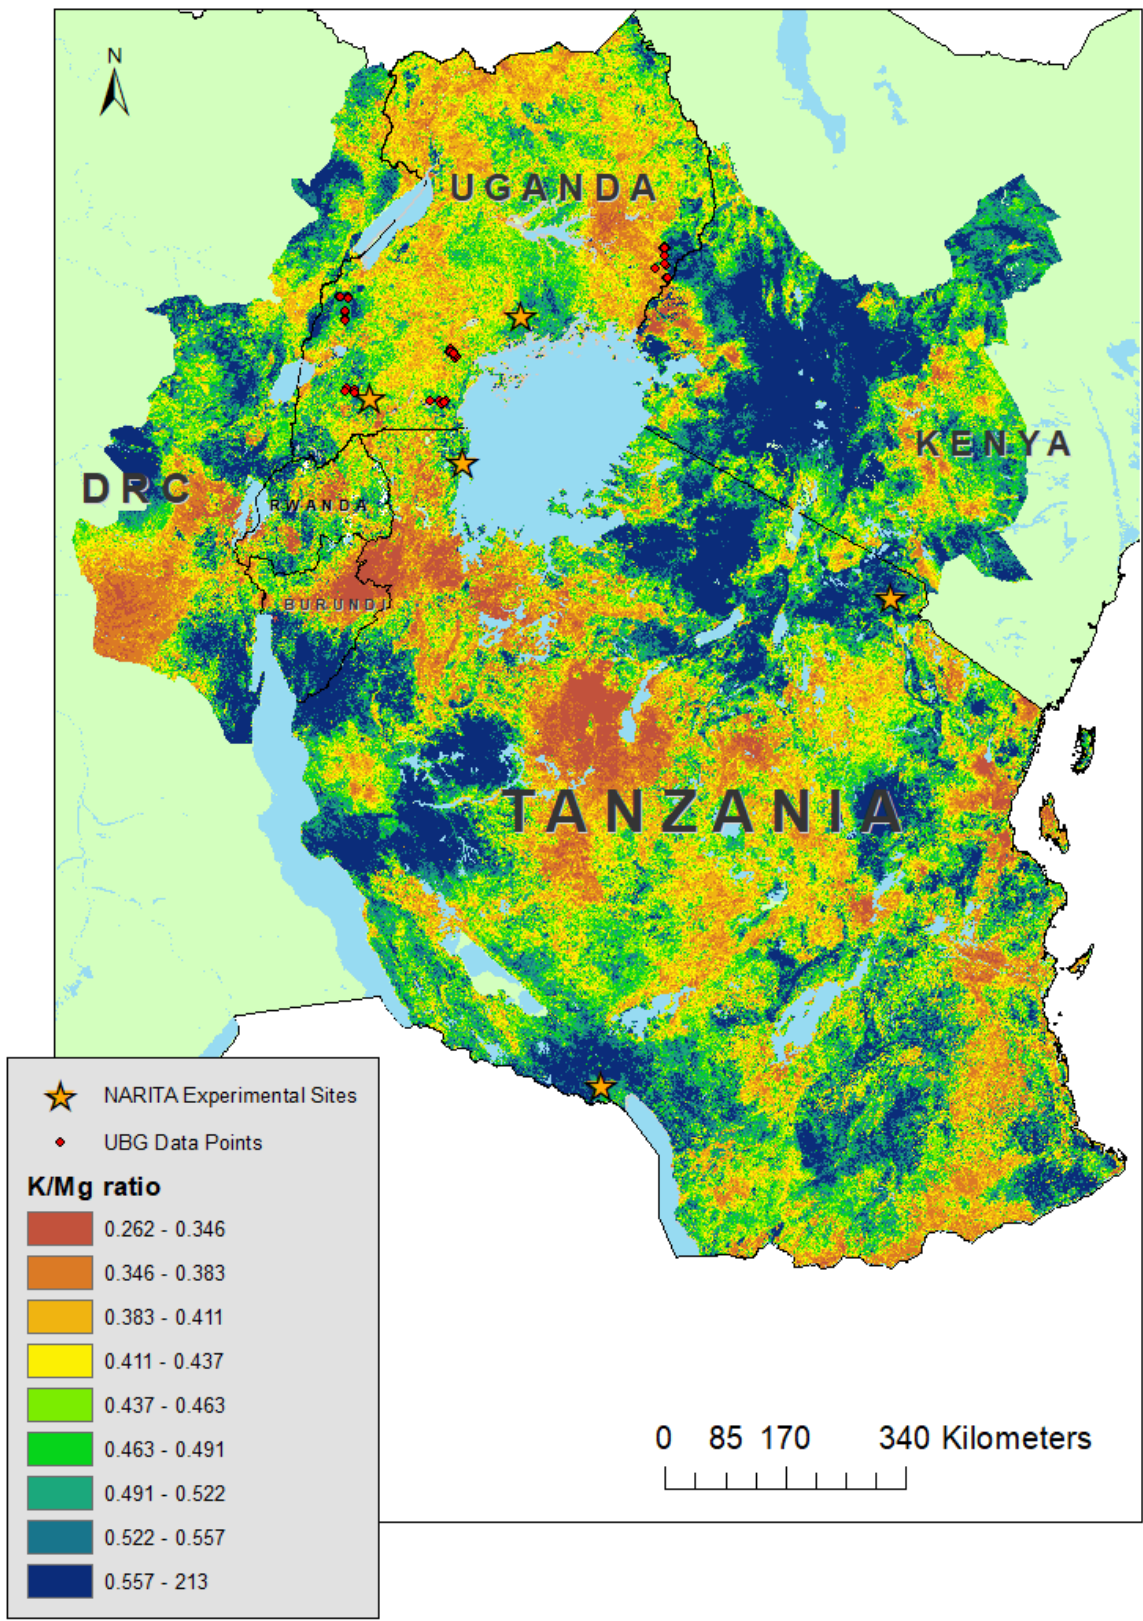 N
UGANDA
KENYA
DRC
RWANDA
BURUNDI
TANZANIA
NARITA Experimental Sites
UBG Data Points
K/Mg ratio
0.262 - 0.346
0.346 - 0.383
0.383 - 0.411
0.411 - 0.437
0.437 - 0.463
0.463 - 0.491
0.491 - 0.522
0.522 - 0.557
0.557 - 213
0 85 170 340 Kilometers